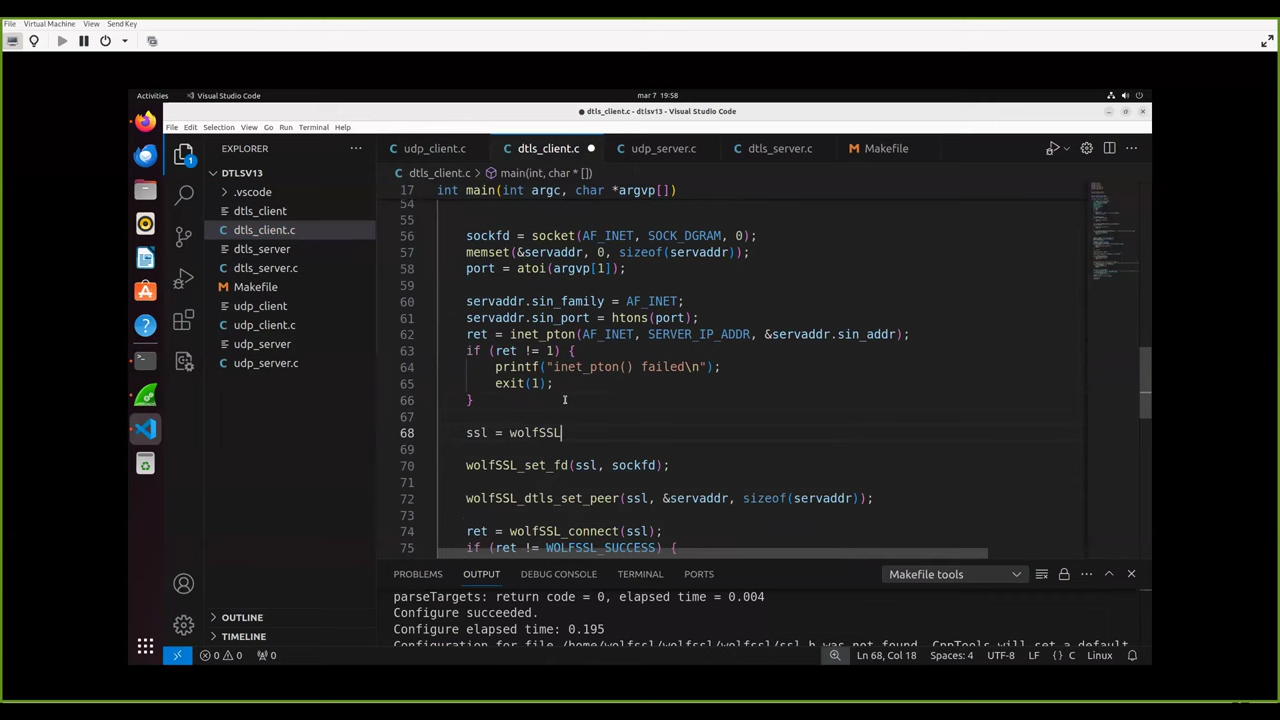 File Virtual Machine View Send Key
Activities Visual Studio Code mar 7 19:58
● dtls_client.c - dtlsv13 - Visual Studio Code
File Edit Selection View Go Run Terminal Help
EXPLORER
udp_client.c dtls_client.c udp_server.c dtls_server.c Makefile
1
DTLSV13
dtls_client.c > main(int, char * [])
.vscode
dtls_client
dtls_client.c
dtls_server
dtls_server.c
Makefile
udp_client
udp_client.c
udp_server
udp_server.c
OUTLINE
TIMELINE
17 int main(int argc, char *argvp[])
54
55
56 sockfd = socket(AF_INET, SOCK_DGRAM, 0);
57 memset(&servaddr, 0, sizeof(servaddr));
58 port = atoi(argvp[1]);
59
60 servaddr.sin_family = AF_INET;
61 servaddr.sin_port = htons(port);
62 ret = inet_pton(AF_INET, SERVER_IP_ADDR, &servaddr.sin_addr);
63 if (ret != 1) {
64 printf("inet_pton() failed\n");
65 exit(1);
66 }
67
68 ssl = wolfSSL
69
70 wolfSSL_set_fd(ssl, sockfd);
71
72 wolfSSL_dtls_set_peer(ssl, &servaddr, sizeof(servaddr));
73
74 ret = wolfSSL_connect(ssl);
75 if (ret != WOLFSSL_SUCCESS) {
PROBLEMS OUTPUT DEBUG CONSOLE TERMINAL PORTS Makefile tools
parseTargets: return code = 0, elapsed time = 0.004
Configure succeeded.
Configure elapsed time: 0.195
Configuration for file /home/wolfssl/wolfssl/wolfssl/ssl.h was not found. CppTools will set a default
0 0 0 Ln 68, Col 18 Spaces: 4 UTF-8 LF { } C Linux